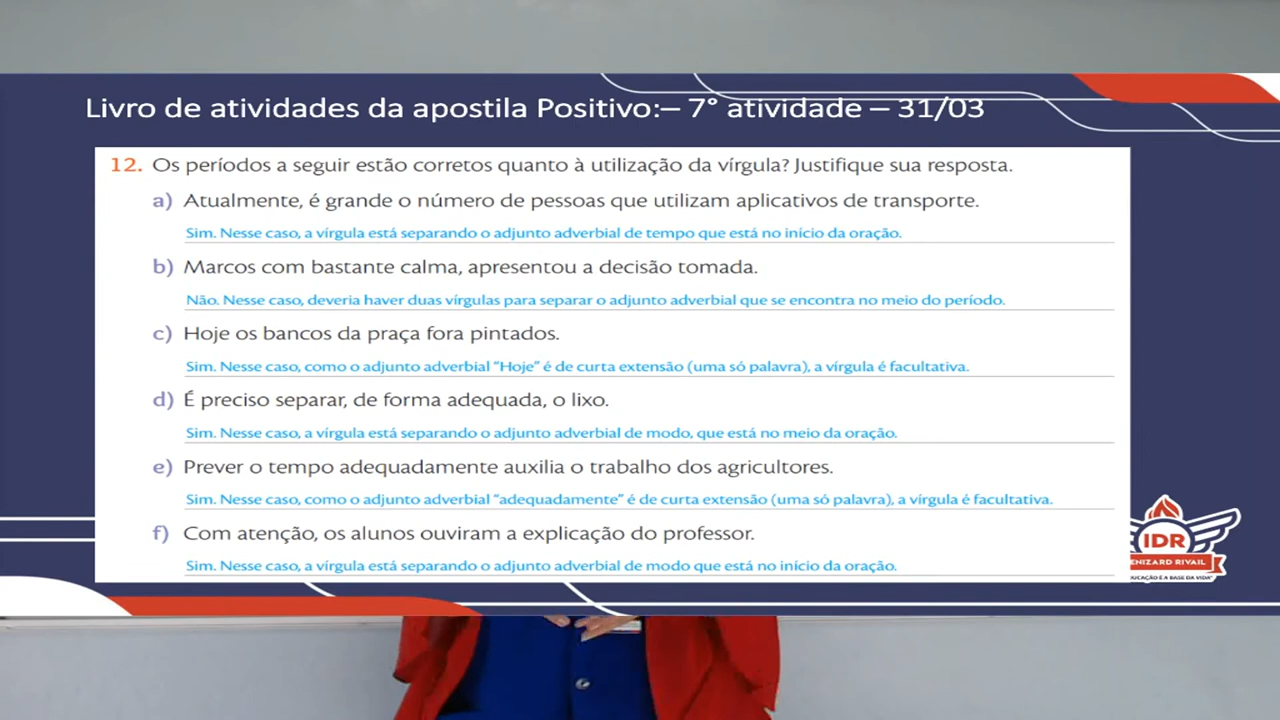 Livro de atividades da apostila Positivo:– 7° atividade – 31/03
12. Os períodos a seguir estão corretos quanto à utilização da vírgula? Justifique sua resposta.
a) Atualmente, é grande o número de pessoas que utilizam aplicativos de transporte.
Sim. Nesse caso, a vírgula está separando o adjunto adverbial de tempo que está no início da oração.
b) Marcos com bastante calma, apresentou a decisão tomada.
Não. Nesse caso, deveria haver duas vírgulas para separar o adjunto adverbial que se encontra no meio do período.
c) Hoje os bancos da praça fora pintados.
Sim. Nesse caso, como o adjunto adverbial “Hoje” é de curta extensão (uma só palavra), a vírgula é facultativa.
d) É preciso separar, de forma adequada, o lixo.
Sim. Nesse caso, a vírgula está separando o adjunto adverbial de modo, que está no meio da oração.
e) Prever o tempo adequadamente auxilia o trabalho dos agricultores.
Sim. Nesse caso, como o adjunto adverbial “adequadamente” é de curta extensão (uma só palavra), a vírgula é facultativa.
f) Com atenção, os alunos ouviram a explicação do professor.
Sim. Nesse caso, a vírgula está separando o adjunto adverbial de modo que está no início da oração.
IDR
ENIZARD RIVAIL
UCAÇÃO É A BASE DA VIDA"